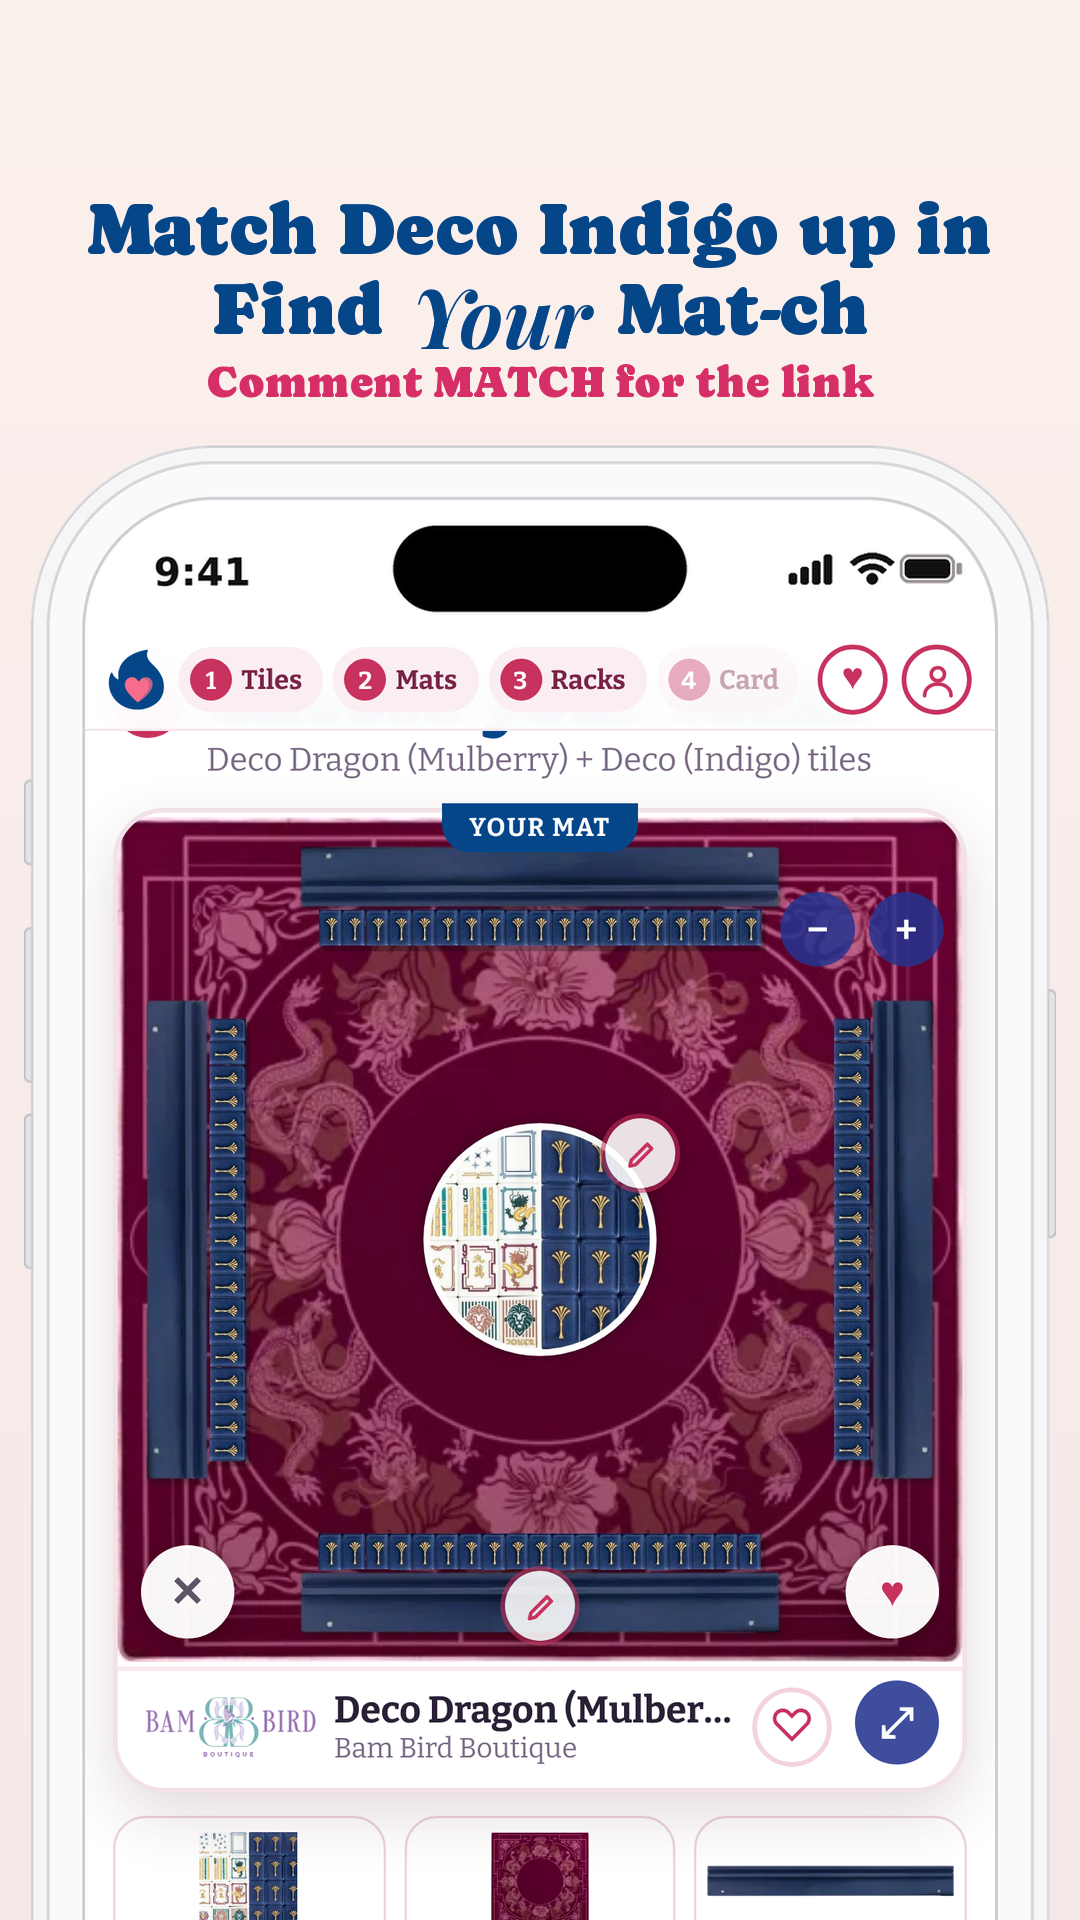 Match Deco Indigo up in
Find Your Mat-ch
Comment MATCH for the link
9:41
1 Tiles
2 Mats
3 Racks
4 Card
Deco Dragon (Mulberry) + Deco (Indigo) tiles
YOUR MAT
JOKER
BAM BIRD
BOUTIQUE
Deco Dragon (Mulber...
Bam Bird Boutique